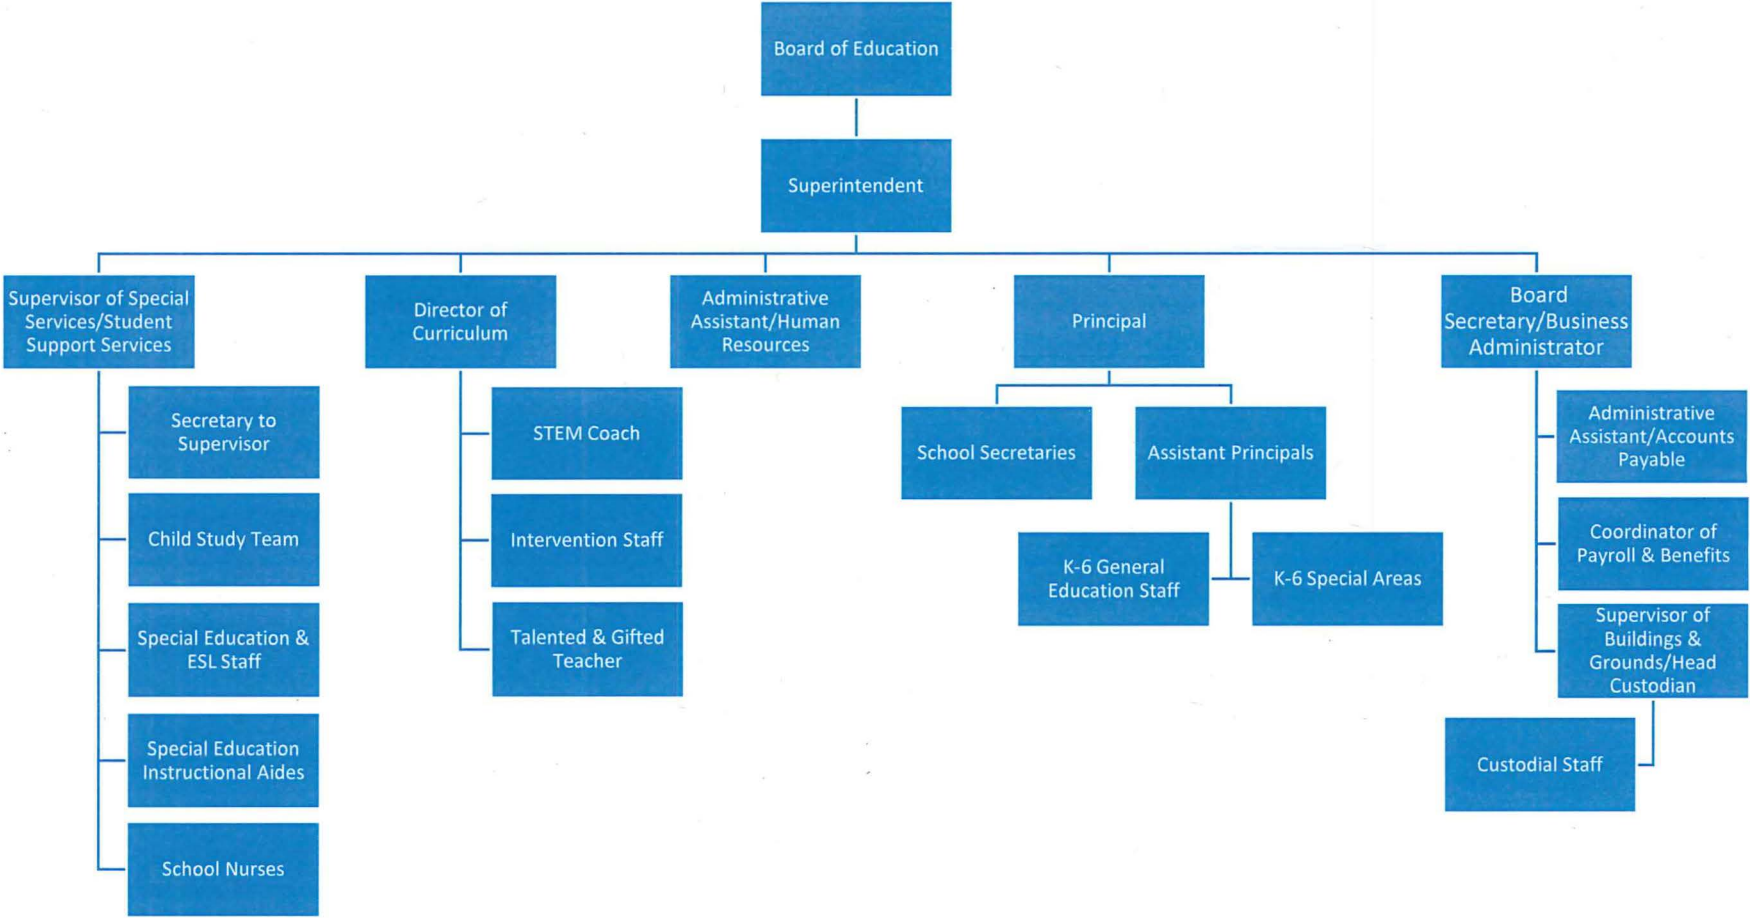 Board of Education
Superintendent
Supervisor of Special
Services/Student
Support Services
Director of
Curriculum
Administrative
Assistant/Human
Resources
Principal
Board
Secretary/Business
Administrator
Secretary to
Supervisor
Child Study Team
Special Education &
ESL Staff
Special Education
Instructional Aides
School Nurses
STEM Coach
Intervention Staff
Talented & Gifted
Teacher
School Secretaries
Assistant Principals
K-6 General
Education Staff
K-6 Special Areas
Administrative
Assistant/Accounts
Payable
Coordinator of
Payroll & Benefits
Supervisor of
Buildings &
Grounds/Head
Custodian
Custodial Staff